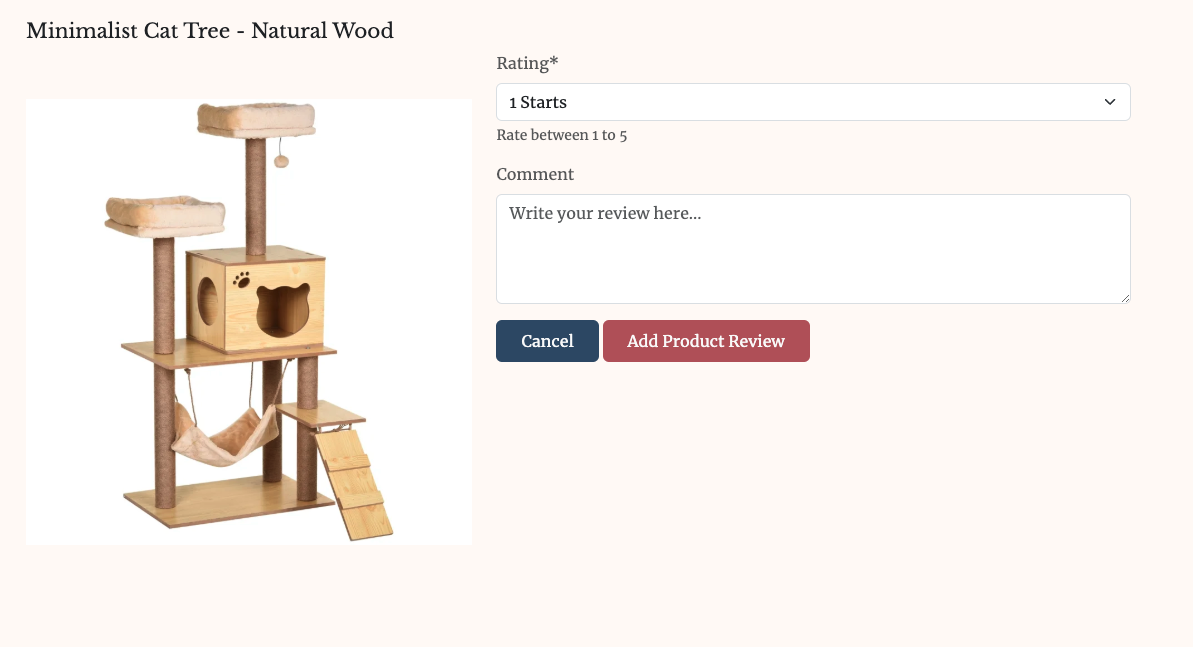 Minimalist Cat Tree - Natural Wood
Rating*
1 Starts
Rate between 1 to 5
Comment
Write your review here...
Cancel
Add Product Review